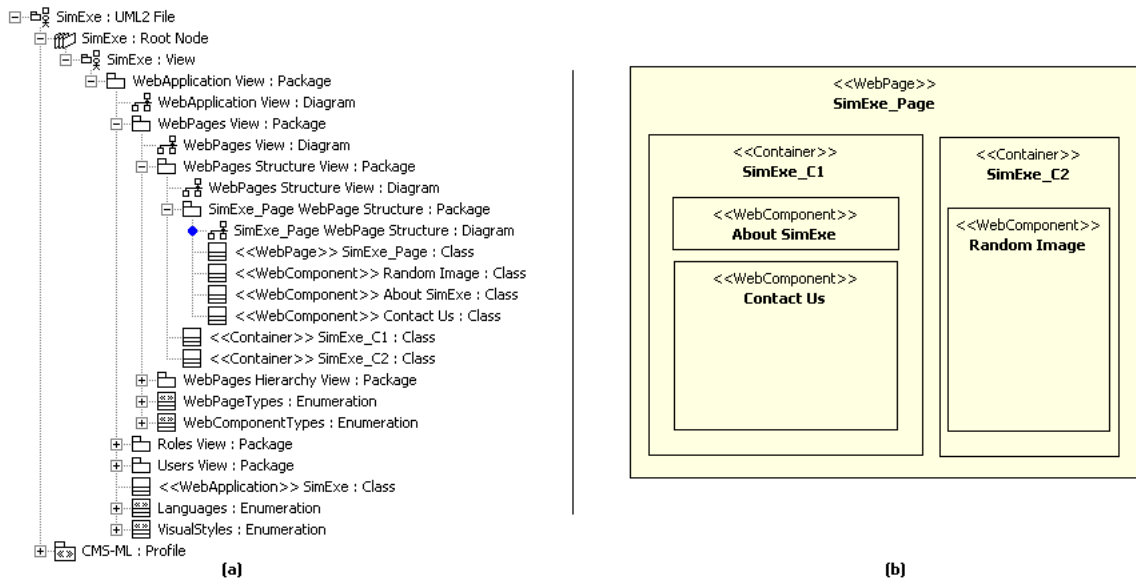 SimExe : UML2 File
SimExe : Root Node
SimExe : View
WebApplication View : Package
WebApplication View : Diagram
WebPages View : Package
WebPages View : Diagram
WebPages Structure View : Package
WebPages Structure View : Diagram
SimExe_Page WebPage Structure : Package
SimExe_Page WebPage Structure : Diagram
<<WebPage>> SimExe_Page : Class
<<WebComponent>> Random Image : Class
<<WebComponent>> About SimExe : Class
<<WebComponent>> Contact Us : Class
<<Container>> SimExe_C1 : Class
<<Container>> SimExe_C2 : Class
WebPages Hierarchy View : Package
WebPageTypes : Enumeration
WebComponentTypes : Enumeration
Roles View : Package
Users View : Package
<<WebApplication>> SimExe : Class
Languages : Enumeration
VisualStyles : Enumeration
CMS-ML : Profile
(a)
<<WebPage>>
SimExe_Page
<<Container>>
SimExe_C1
<<WebComponent>>
About SimExe
<<WebComponent>>
Contact Us
<<Container>>
SimExe_C2
<<WebComponent>>
Random Image
(b)